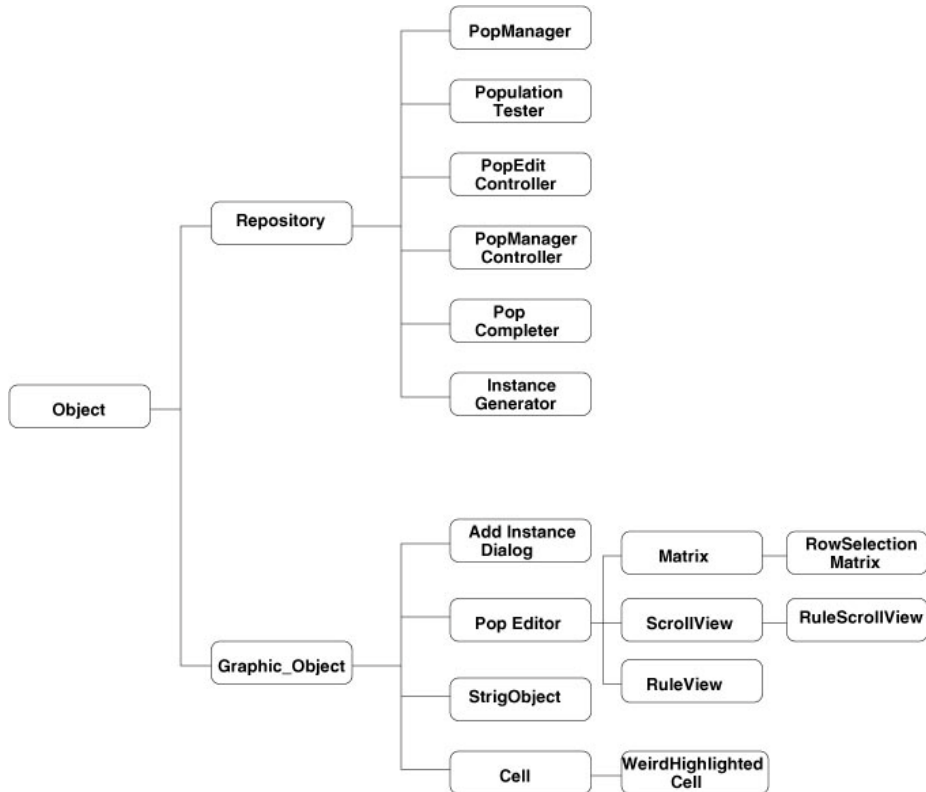 PopManager
Population
Tester
PopEdit
Controller
Repository
PopManager
Controller
Pop
Completer
Instance
Generator
Object
Add Instance
Dialog
Matrix
RowSelection
Matrix
Pop Editor
ScrollView
RuleScrollView
Graphic_Object
RuleView
StrigObject
Cell
WeirdHighlighted
Cell